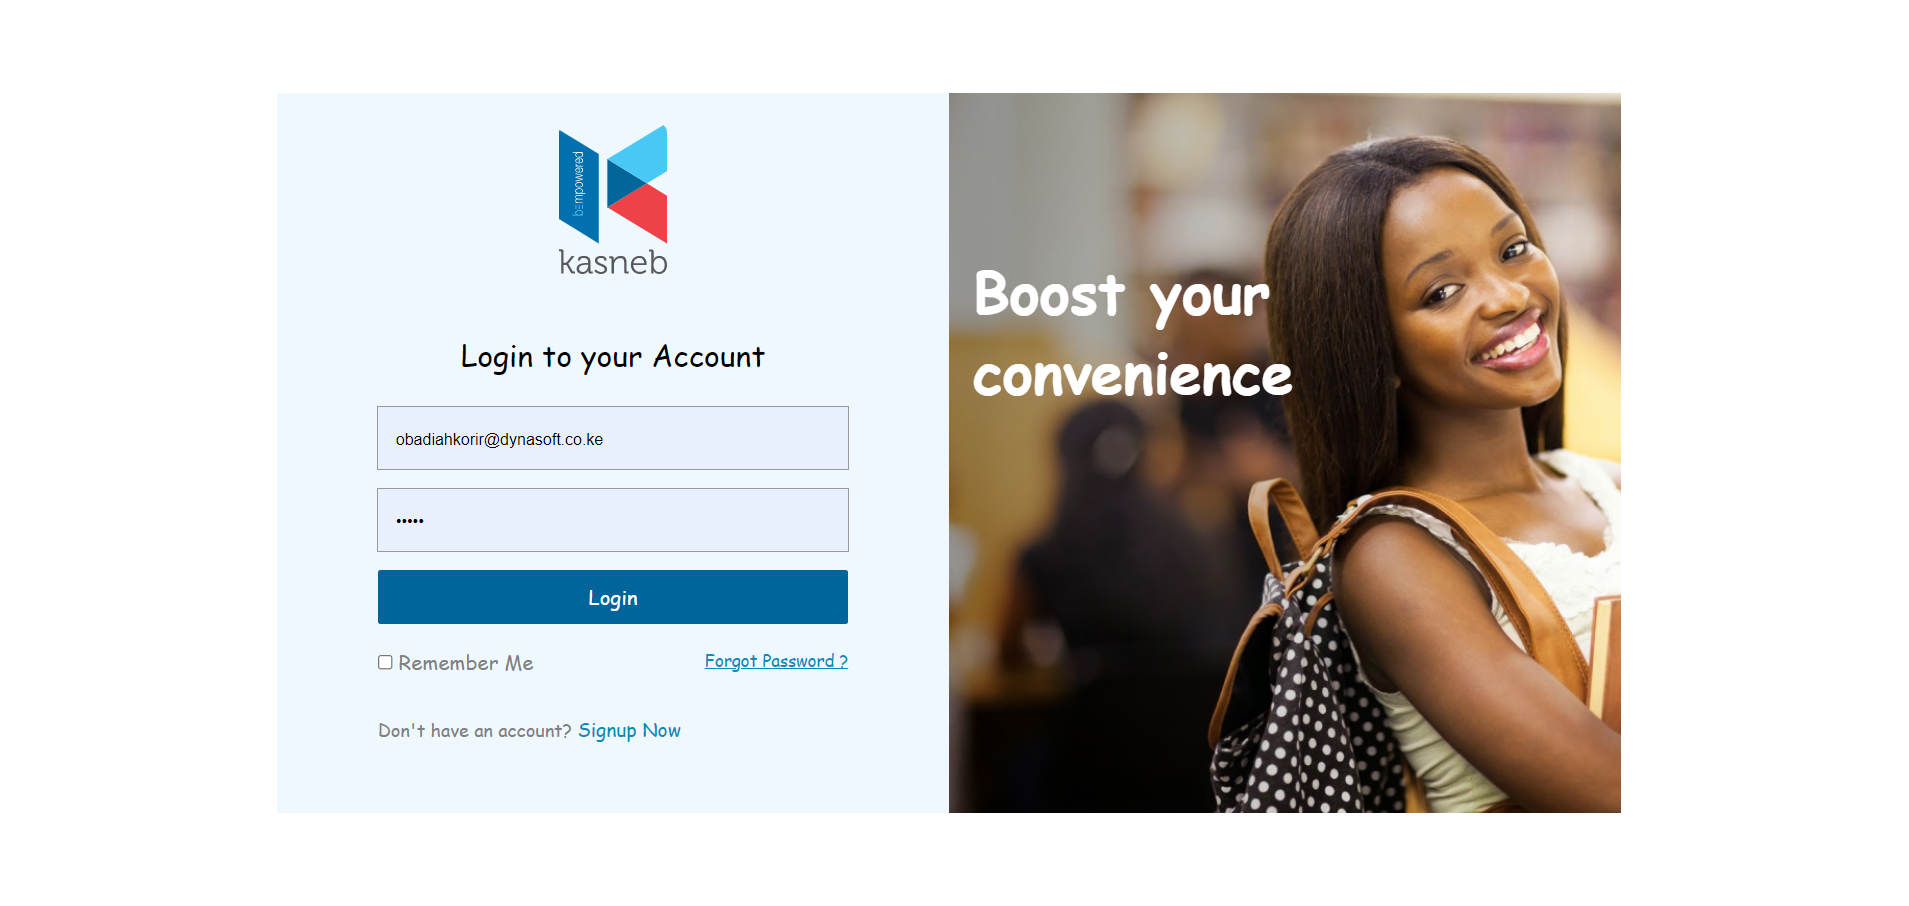 bempowered
kasneb
Login to your Account
obadiahkorir@dynasoft.co.ke
•••••
Login
Remember Me
Forgot Password ?
Don't have an account? Signup Now
Boost your
convenience